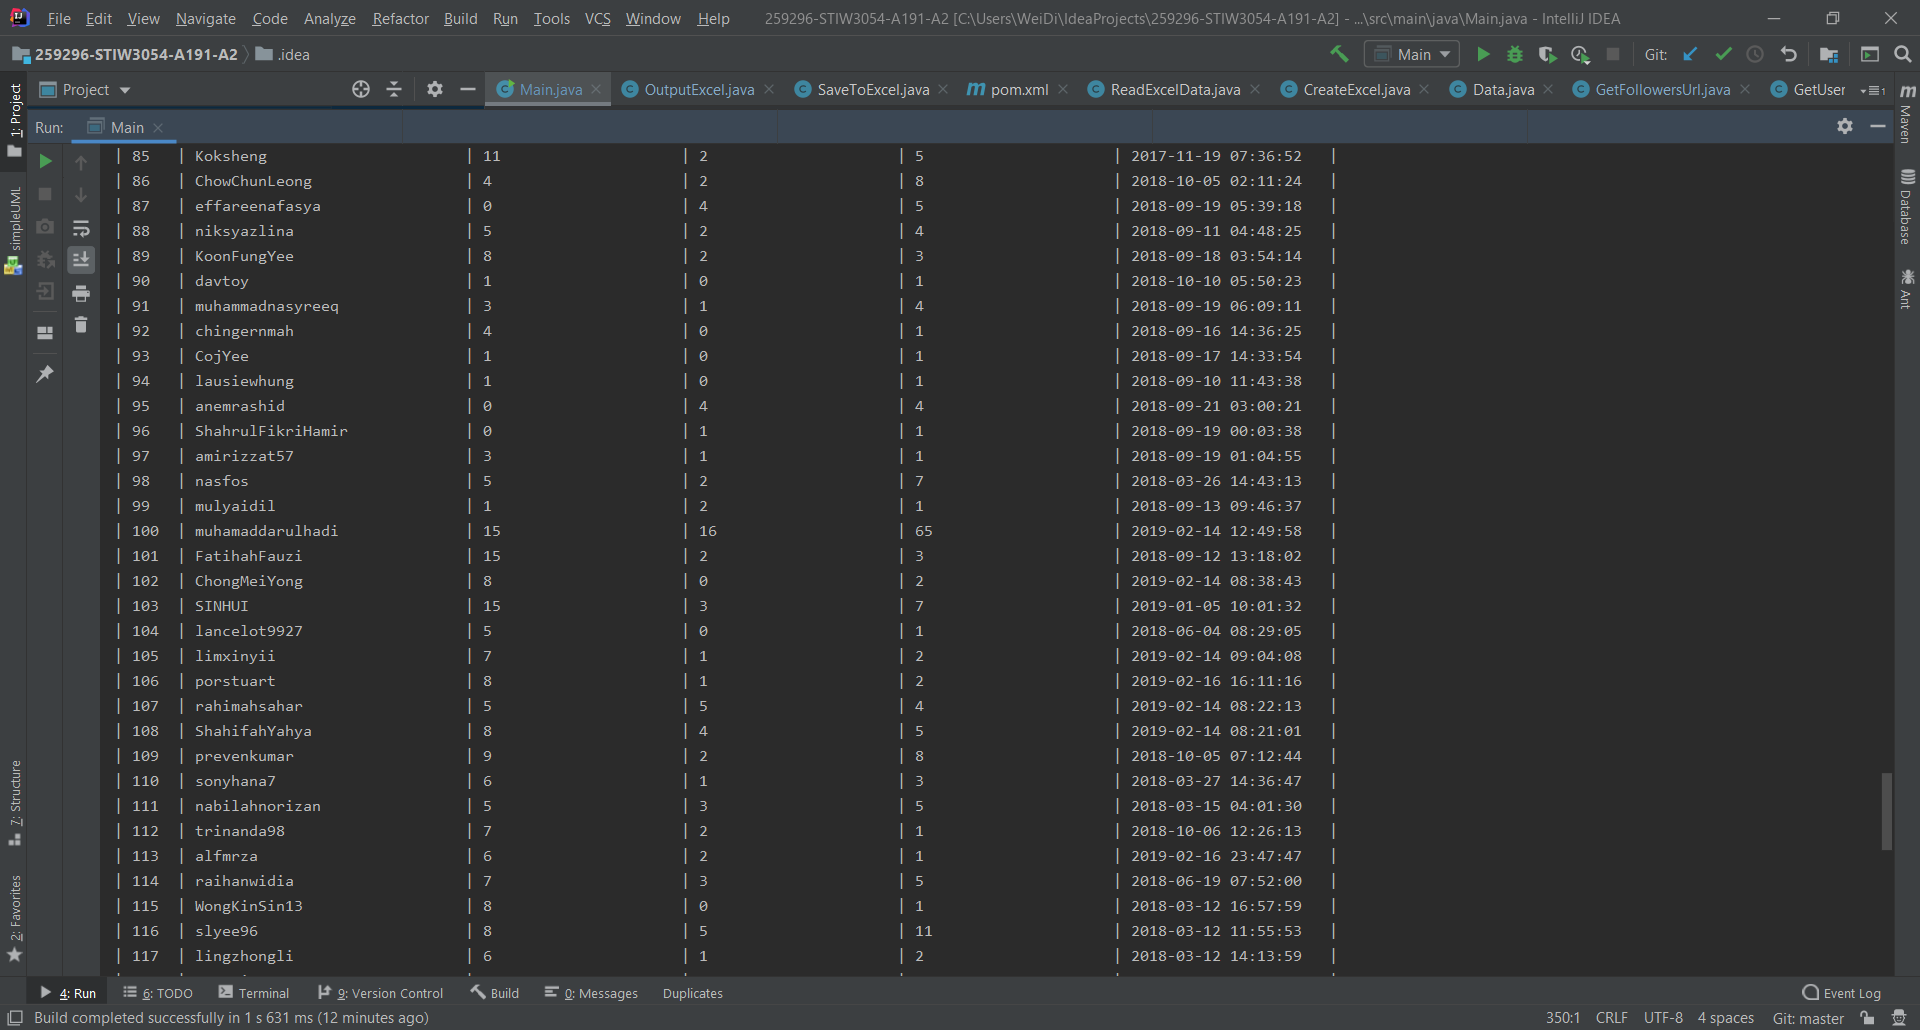 File Edit View Navigate Code Analyze Refactor Build Run Tools VCS Window Help 259296-STIW3054-A191-A2 [C:\Users\WeiDi\IdeaProjects\259296-STIW3054-A191-A2] - ...\src\main\java\Main.java - IntelliJ IDEA
259296-STIW3054-A191-A2 .idea Main Git:
Project Main.java OutputExcel.java SaveToExcel.java pom.xml ReadExcelData.java CreateExcel.java Data.java GetFollowersUrl.java GetUser
Run: Main
| 85 | Koksheng | 11 | 2 | 5 | 2017-11-19 07:36:52 |
| 86 | ChowChunLeong | 4 | 2 | 8 | 2018-10-05 02:11:24 |
| 87 | effareenafasya | 0 | 4 | 5 | 2018-09-19 05:39:18 |
| 88 | niksyazlina | 5 | 2 | 4 | 2018-09-11 04:48:25 |
| 89 | KoonFungYee | 8 | 2 | 3 | 2018-09-18 03:54:14 |
| 90 | davtoy | 1 | 0 | 1 | 2018-10-10 05:50:23 |
| 91 | muhammadnasyreeq | 3 | 1 | 4 | 2018-09-19 06:09:11 |
| 92 | chingernmah | 4 | 0 | 1 | 2018-09-16 14:36:25 |
| 93 | CojYee | 1 | 0 | 1 | 2018-09-17 14:33:54 |
| 94 | lausiewhung | 1 | 0 | 1 | 2018-09-10 11:43:38 |
| 95 | anemrashid | 0 | 4 | 4 | 2018-09-21 03:00:21 |
| 96 | ShahrulFikriHamir | 0 | 1 | 1 | 2018-09-19 00:03:38 |
| 97 | amirizzat57 | 3 | 1 | 1 | 2018-09-19 01:04:55 |
| 98 | nasfos | 5 | 2 | 7 | 2018-03-26 14:43:13 |
| 99 | mulyaidil | 1 | 2 | 1 | 2018-09-13 09:46:37 |
| 100 | muhamaddarulhadi | 15 | 16 | 65 | 2019-02-14 12:49:58 |
| 101 | FatihahFauzi | 15 | 2 | 3 | 2018-09-12 13:18:02 |
| 102 | ChongMeiYong | 8 | 0 | 2 | 2019-02-14 08:38:43 |
| 103 | SINHUI | 15 | 3 | 7 | 2019-01-05 10:01:32 |
| 104 | lancelot9927 | 5 | 0 | 1 | 2018-06-04 08:29:05 |
| 105 | limxinyii | 7 | 1 | 2 | 2019-02-14 09:04:08 |
| 106 | porstuart | 8 | 1 | 2 | 2019-02-16 16:11:16 |
| 107 | rahimahsahar | 5 | 5 | 4 | 2019-02-14 08:22:13 |
| 108 | ShahifahYahya | 8 | 4 | 5 | 2019-02-14 08:21:01 |
| 109 | prevenkumar | 9 | 2 | 8 | 2018-10-05 07:12:44 |
| 110 | sonyhana7 | 6 | 1 | 3 | 2018-03-27 14:36:47 |
| 111 | nabilahnorizan | 5 | 3 | 5 | 2018-03-15 04:01:30 |
| 112 | trinanda98 | 7 | 2 | 1 | 2018-10-06 12:26:13 |
| 113 | alfmrza | 6 | 2 | 1 | 2019-02-16 23:47:47 |
| 114 | raihanwidia | 7 | 3 | 5 | 2018-06-19 07:52:00 |
| 115 | WongKinSin13 | 8 | 0 | 1 | 2018-03-12 16:57:59 |
| 116 | slyee96 | 8 | 5 | 11 | 2018-03-12 11:55:53 |
| 117 | lingzhongli | 6 | 1 | 2 | 2018-03-12 14:13:59 |
1: Project
simpleUML
7: Structure
2: Favorites
Maven
Database
Ant
4: Run 6: TODO Terminal 9: Version Control Build 0: Messages Duplicates Event Log
Build completed successfully in 1 s 631 ms (12 minutes ago) 350:1 CRLF UTF-8 4 spaces Git: master